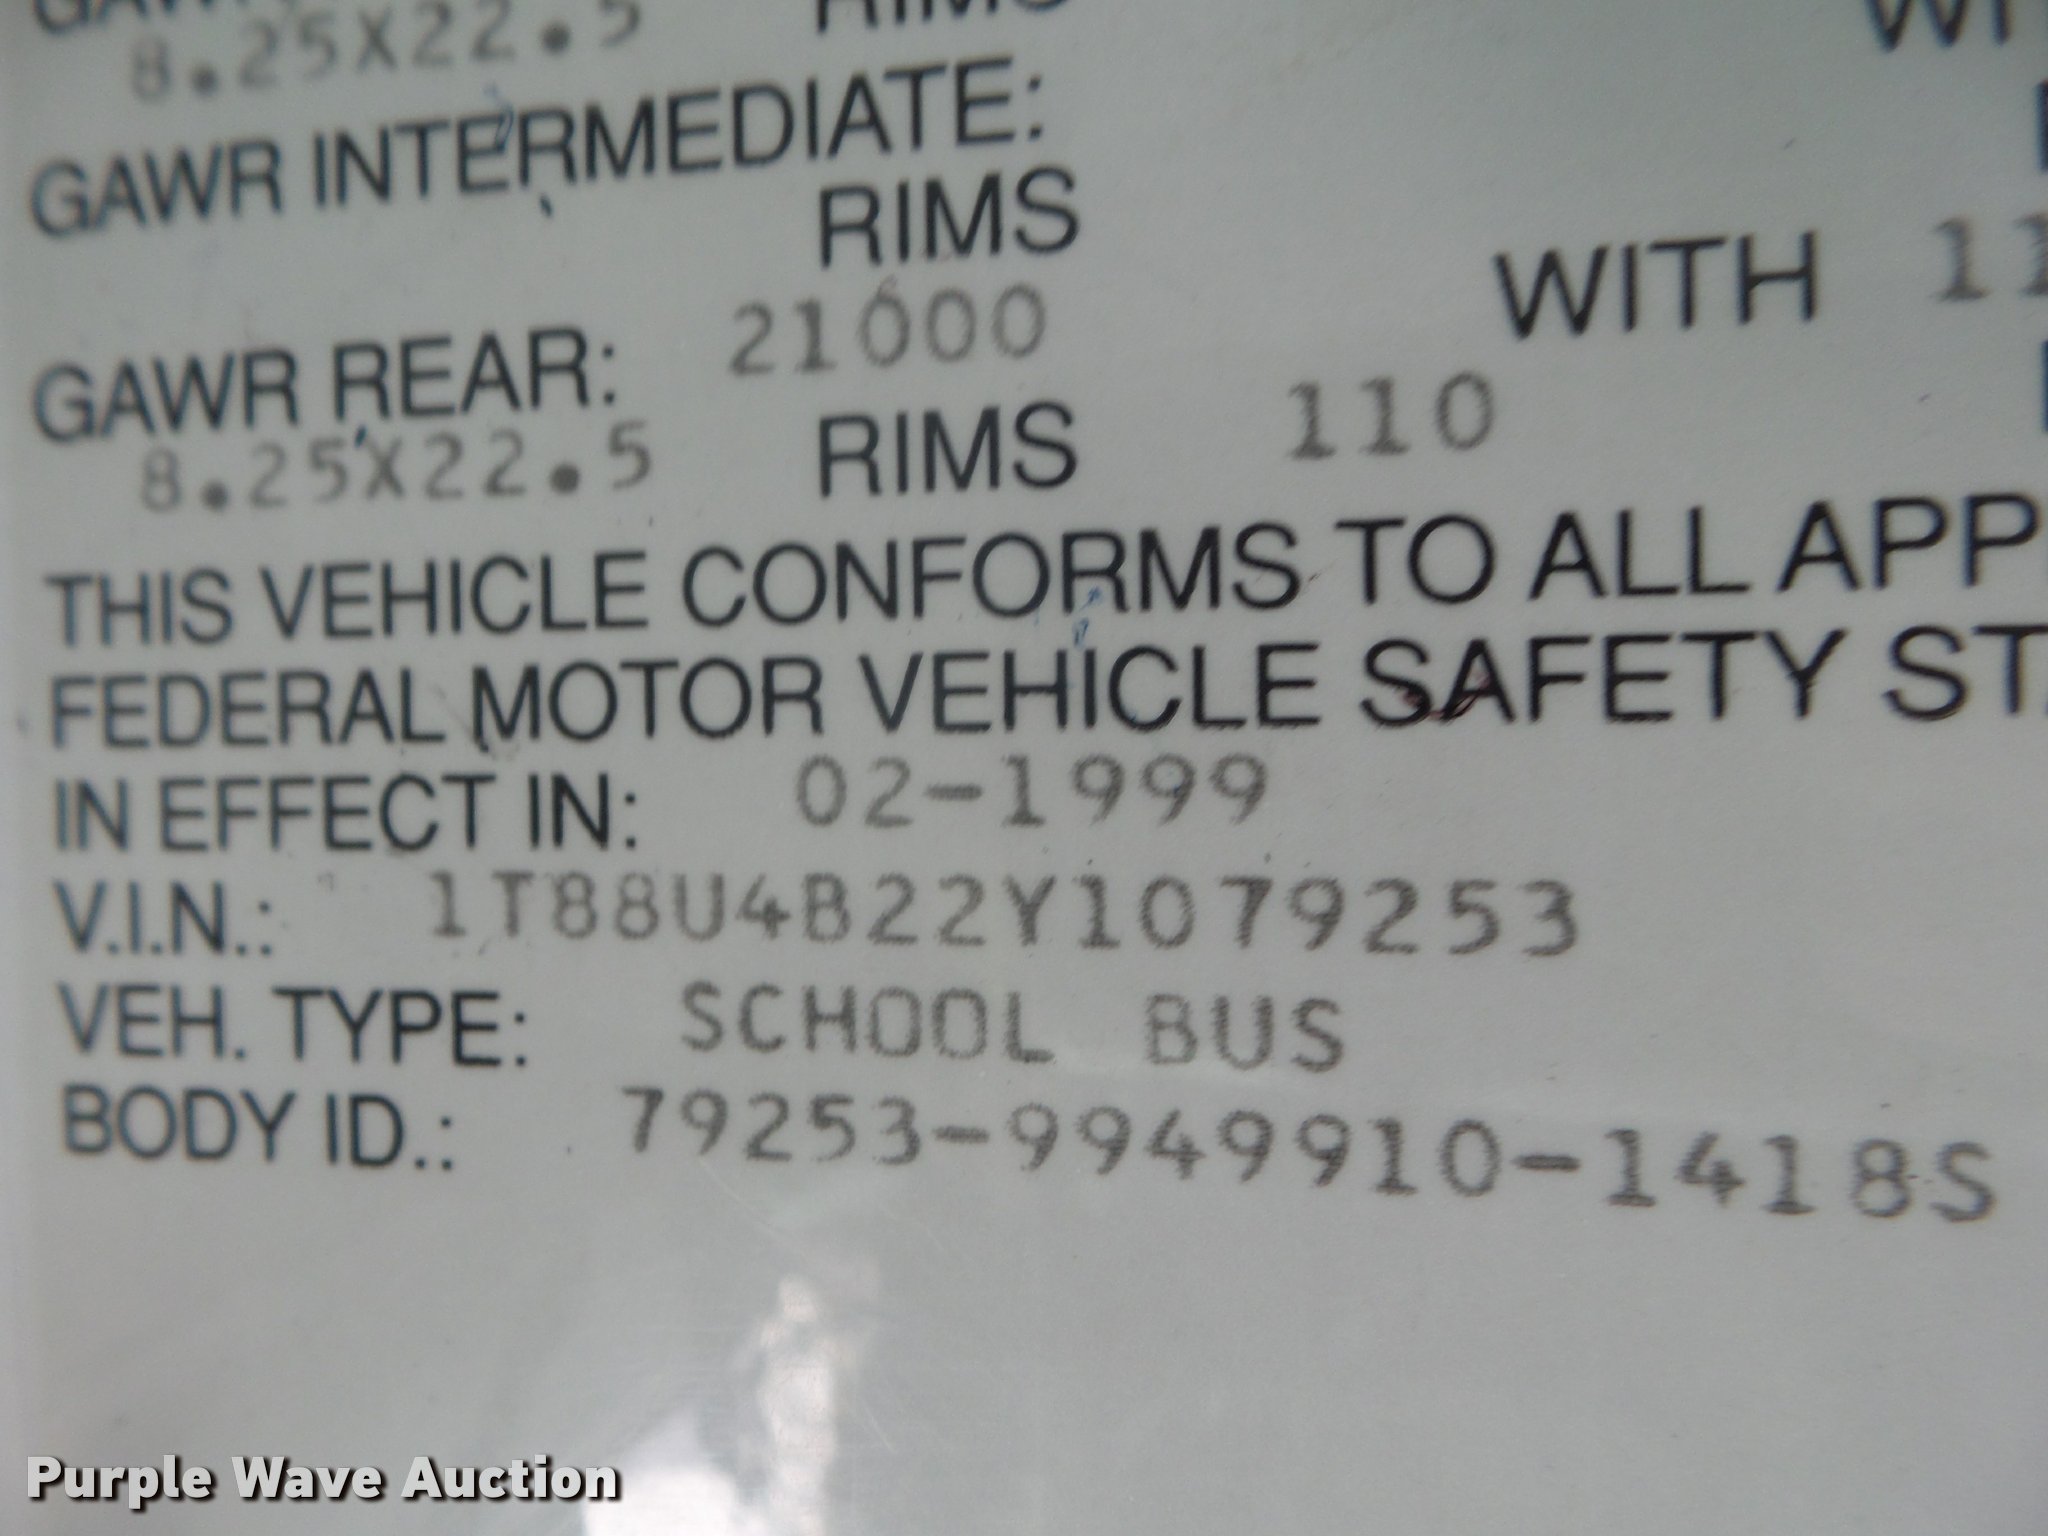 8.25X22.5 RIMS
GAWR INTERMEDIATE:
RIMS
GAWR REAR: 21000 WITH
8.25X22.5 RIMS 110
THIS VEHICLE CONFORMS TO ALL APP
FEDERAL MOTOR VEHICLE SAFETY ST
IN EFFECT IN: 02-1999
V.I.N.: 1T88U4B22Y1079253
VEH. TYPE: SCHOOL BUS
BODY ID.: 79253-9949910-1418S
Purple Wave Auction